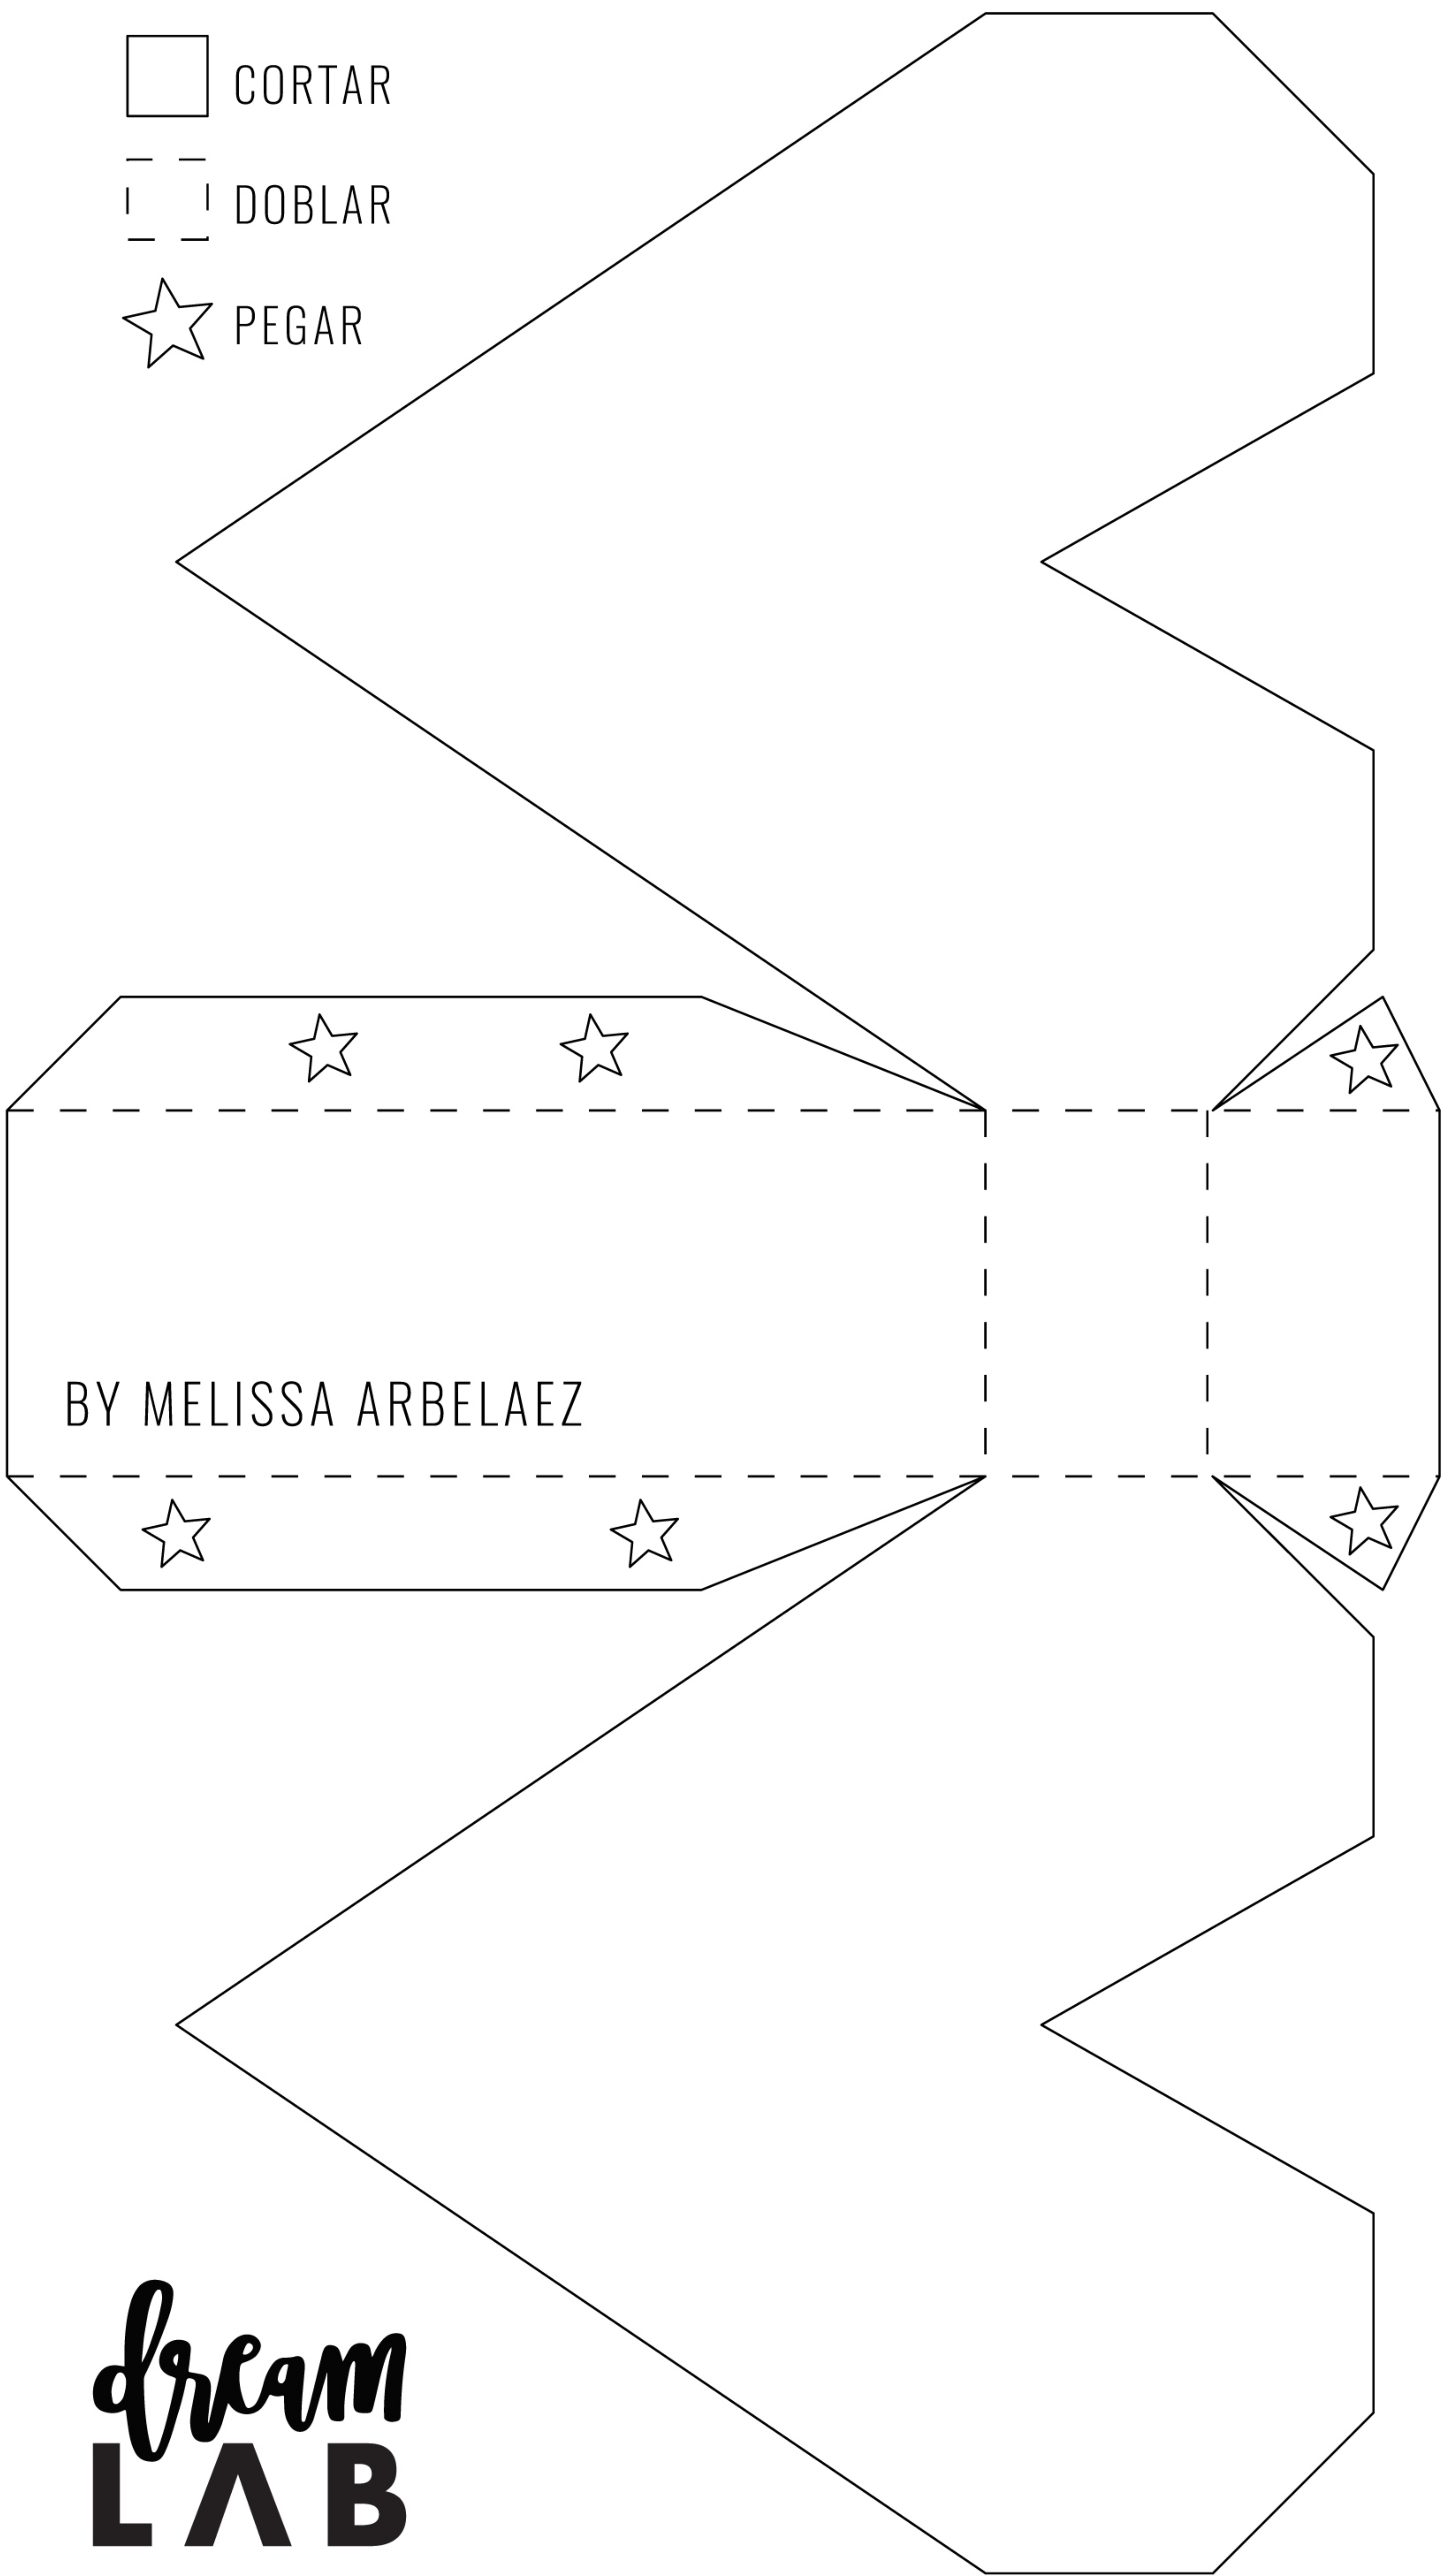 CORTAR
DOBLAR
PEGAR
BY MELISSA ARBELAEZ
dream
LAB